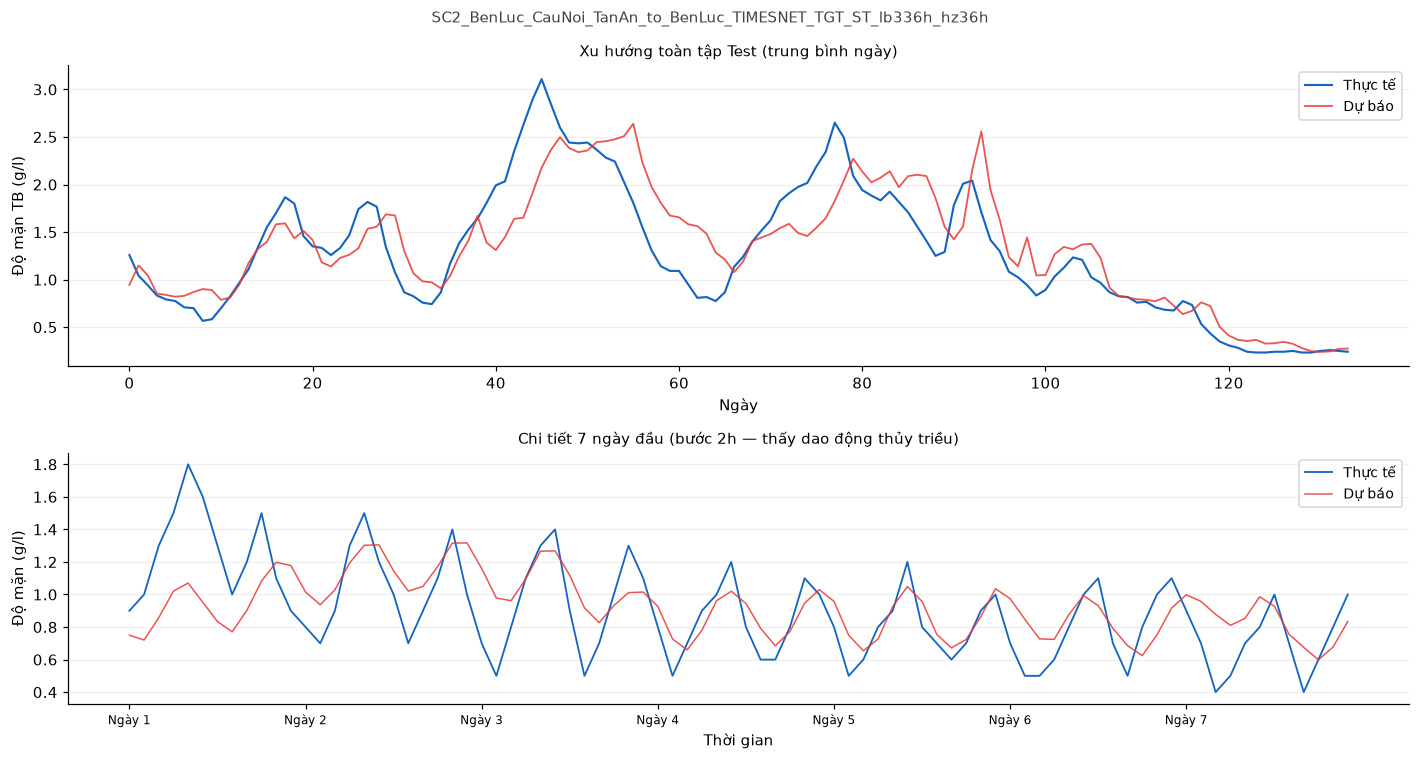 SC2_BenLuc_CauNoi_TanAn_to_BenLuc_TIMESNET_TGT_ST_lb336h_hz36h
Xu hướng toàn tập Test (trung bình ngày)
Độ mặn TB (g/l)
3.0
2.5
2.0
1.5
1.0
0.5
Thực tế
Dự báo
0 20 40 60 80 100 120
Ngày
Chi tiết 7 ngày đầu (bước 2h — thấy dao động thủy triều)
Độ mặn (g/l)
1.8
1.6
1.4
1.2
1.0
0.8
0.6
0.4
Thực tế
Dự báo
Ngày 1 Ngày 2 Ngày 3 Ngày 4 Ngày 5 Ngày 6 Ngày 7
Thời gian